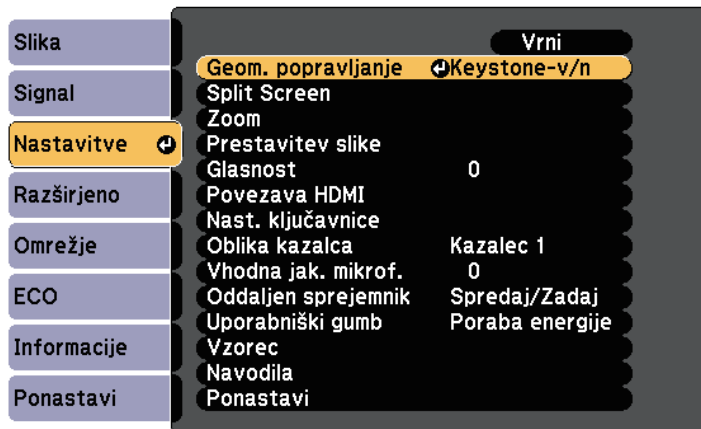 Slika
Signal
Nastavitve
Razširjeno
Omrežje
ECO
Informacije
Ponastavi
Vrni
Geom. popravljanje Keystone-v/n
Split Screen
Zoom
Prestavitev slike
Glasnost 0
Povezava HDMI
Nast. ključavnice
Oblika kazalca Kazalec 1
Vhodna jak. mikrof. 0
Oddaljen sprejemnik Spredaj/Zadaj
Uporabniški gumb Poraba energije
Vzorec
Navodila
Ponastavi